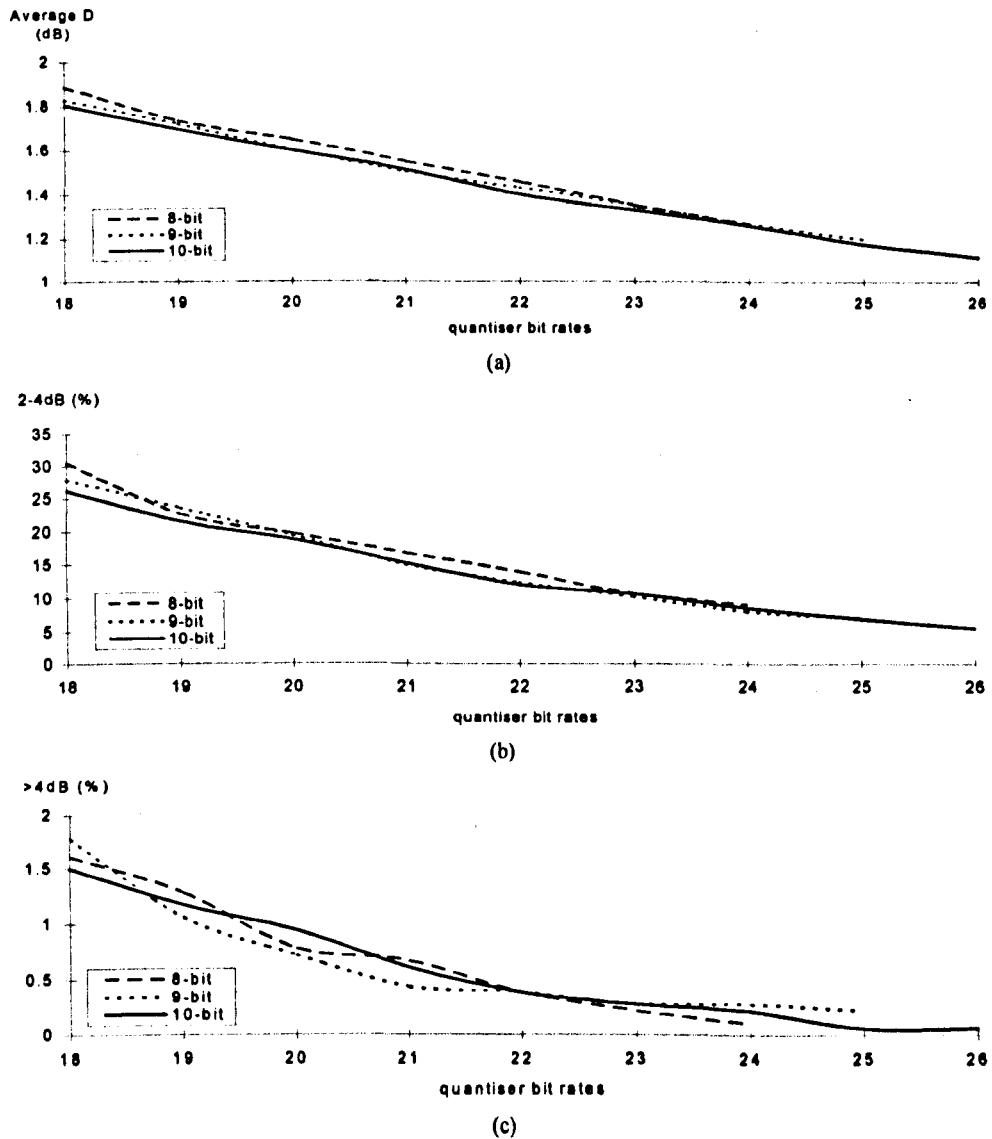 Average D
(dB)
2
1.8
1.6
1.4
1.2
1
8-bit
9-bit
10-bit
18 19 20 21 22 23 24 25 26
quantiser bit rates
(a)
2-4dB (%)
35
30
25
20
15
10
5
0
8-bit
9-bit
10-bit
18 19 20 21 22 23 24 25 26
quantiser bit rates
(b)
>4dB (%)
2
1.5
1
0.5
0
8-bit
9-bit
10-bit
18 19 20 21 22 23 24 25 26
quantiser bit rates
(c)